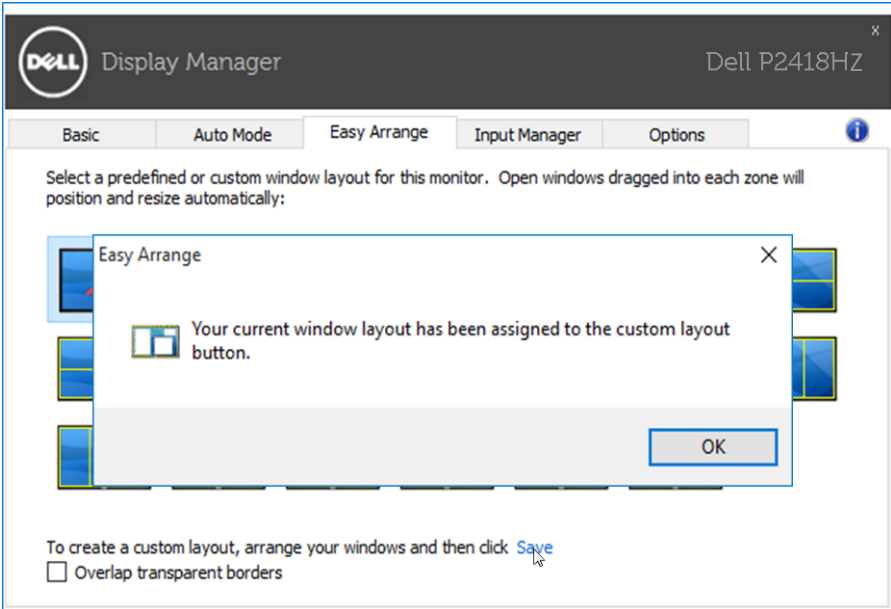 x
DELL Display Manager Dell P2418HZ
Basic Auto Mode Easy Arrange Input Manager Options i
Select a predefined or custom window layout for this monitor. Open windows dragged into each zone will
position and resize automatically:
Easy Arrange
Your current window layout has been assigned to the custom layout
button.
OK
To create a custom layout, arrange your windows and then click Save
Overlap transparent borders